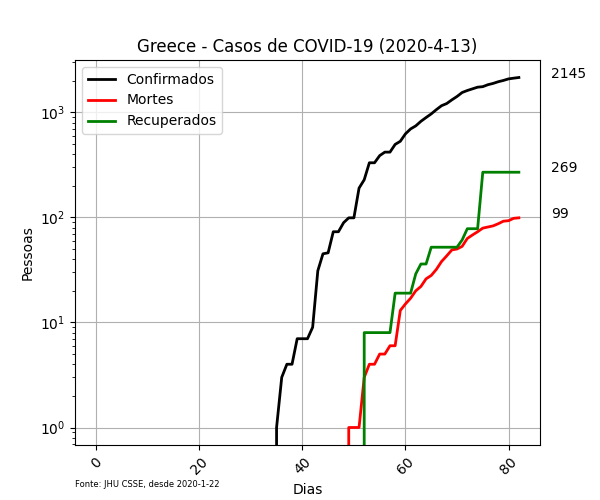 Greece - Casos de COVID-19 (2020-4-13)
Confirmados
Mortes
Recuperados
2145
269
99
Pessoas
10³
10²
10¹
10⁰
0
20
40
60
80
Dias
Fonte: JHU CSSE, desde 2020-1-22